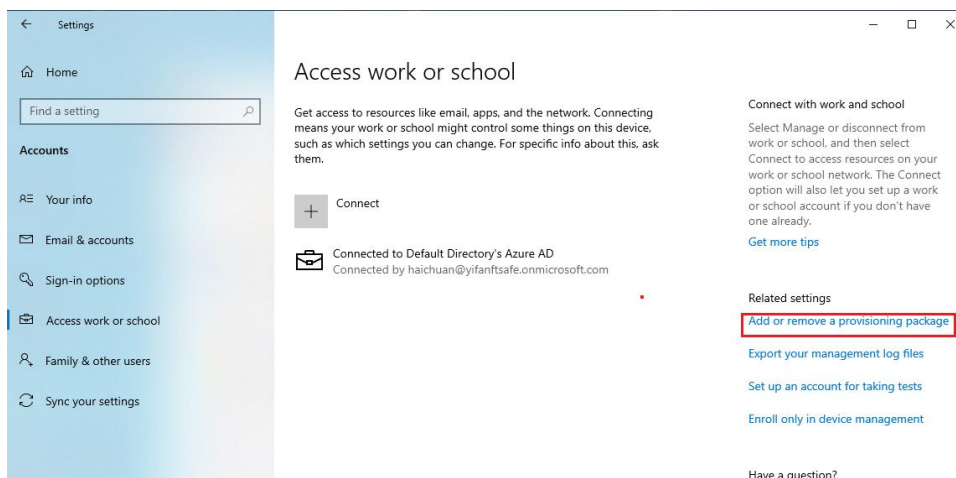 Settings
Home
Find a setting
Accounts
Your info
Email & accounts
Sign-in options
Access work or school
Family & other users
Sync your settings
Access work or school
Get access to resources like email, apps, and the network. Connecting
means your work or school might control some things on this device,
such as which settings you can change. For specific info about this, ask
them.
Connect
Connected to Default Directory's Azure AD
Connected by haichuan@yifanftsafe.onmicrosoft.com
Connect with work and school
Select Manage or disconnect from
work or school, and then select
Connect to access resources on your
work or school network. The Connect
option will also let you set up a work
or school account if you don't have
one already.
Get more tips
Related settings
Add or remove a provisioning package
Export your management log files
Set up an account for taking tests
Enroll only in device management
Have a question?